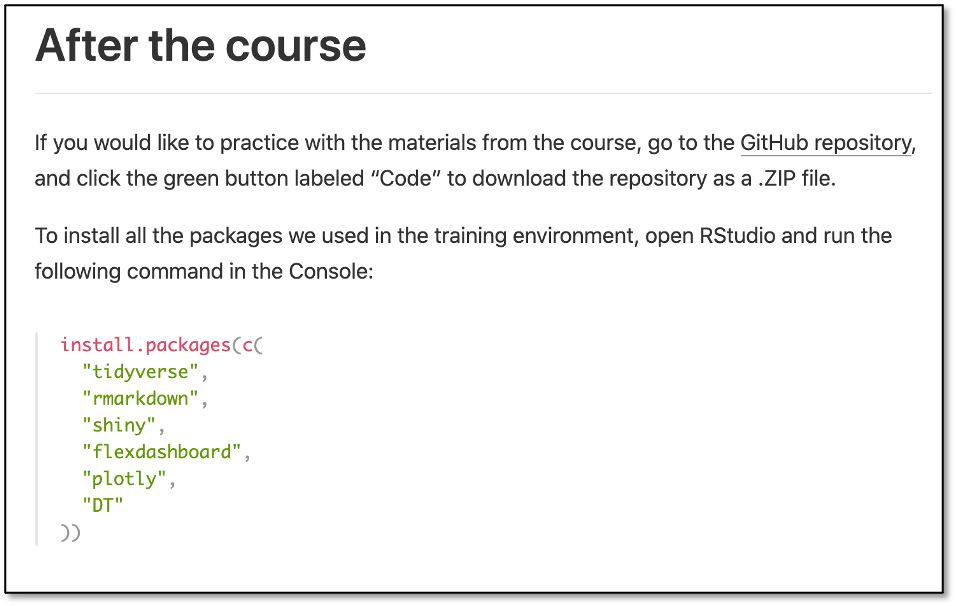 After the course
If you would like to practice with the materials from the course, go to the GitHub repository,
and click the green button labeled “Code” to download the repository as a .ZIP file.
To install all the packages we used in the training environment, open RStudio and run the
following command in the Console:
install.packages(c(
  "tidyverse",
  "rmarkdown",
  "shiny",
  "flexdashboard",
  "plotly",
  "DT"
))